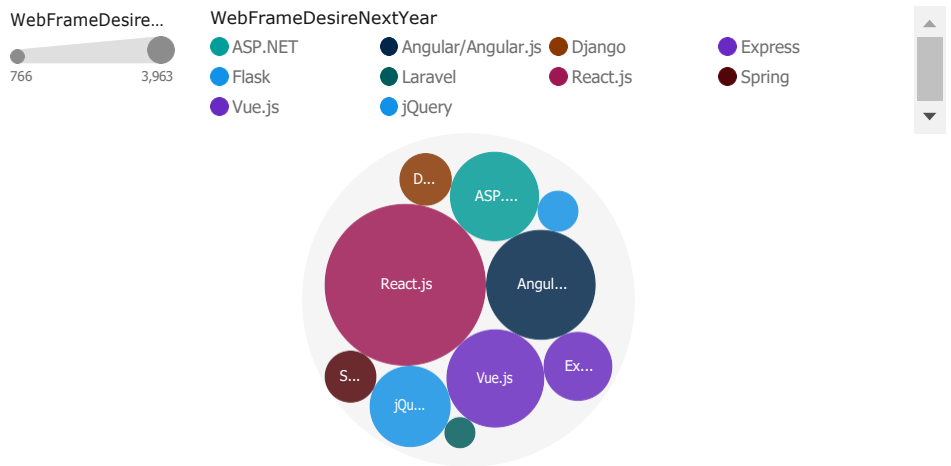 WebFrameDesire...
766 3,963
WebFrameDesireNextYear
ASP.NET Angular/Angular.js Django Express
Flask Laravel React.js Spring
Vue.js jQuery
D...
ASP....
React.js
Angul...
Ex...
S...
Vue.js
jQu...